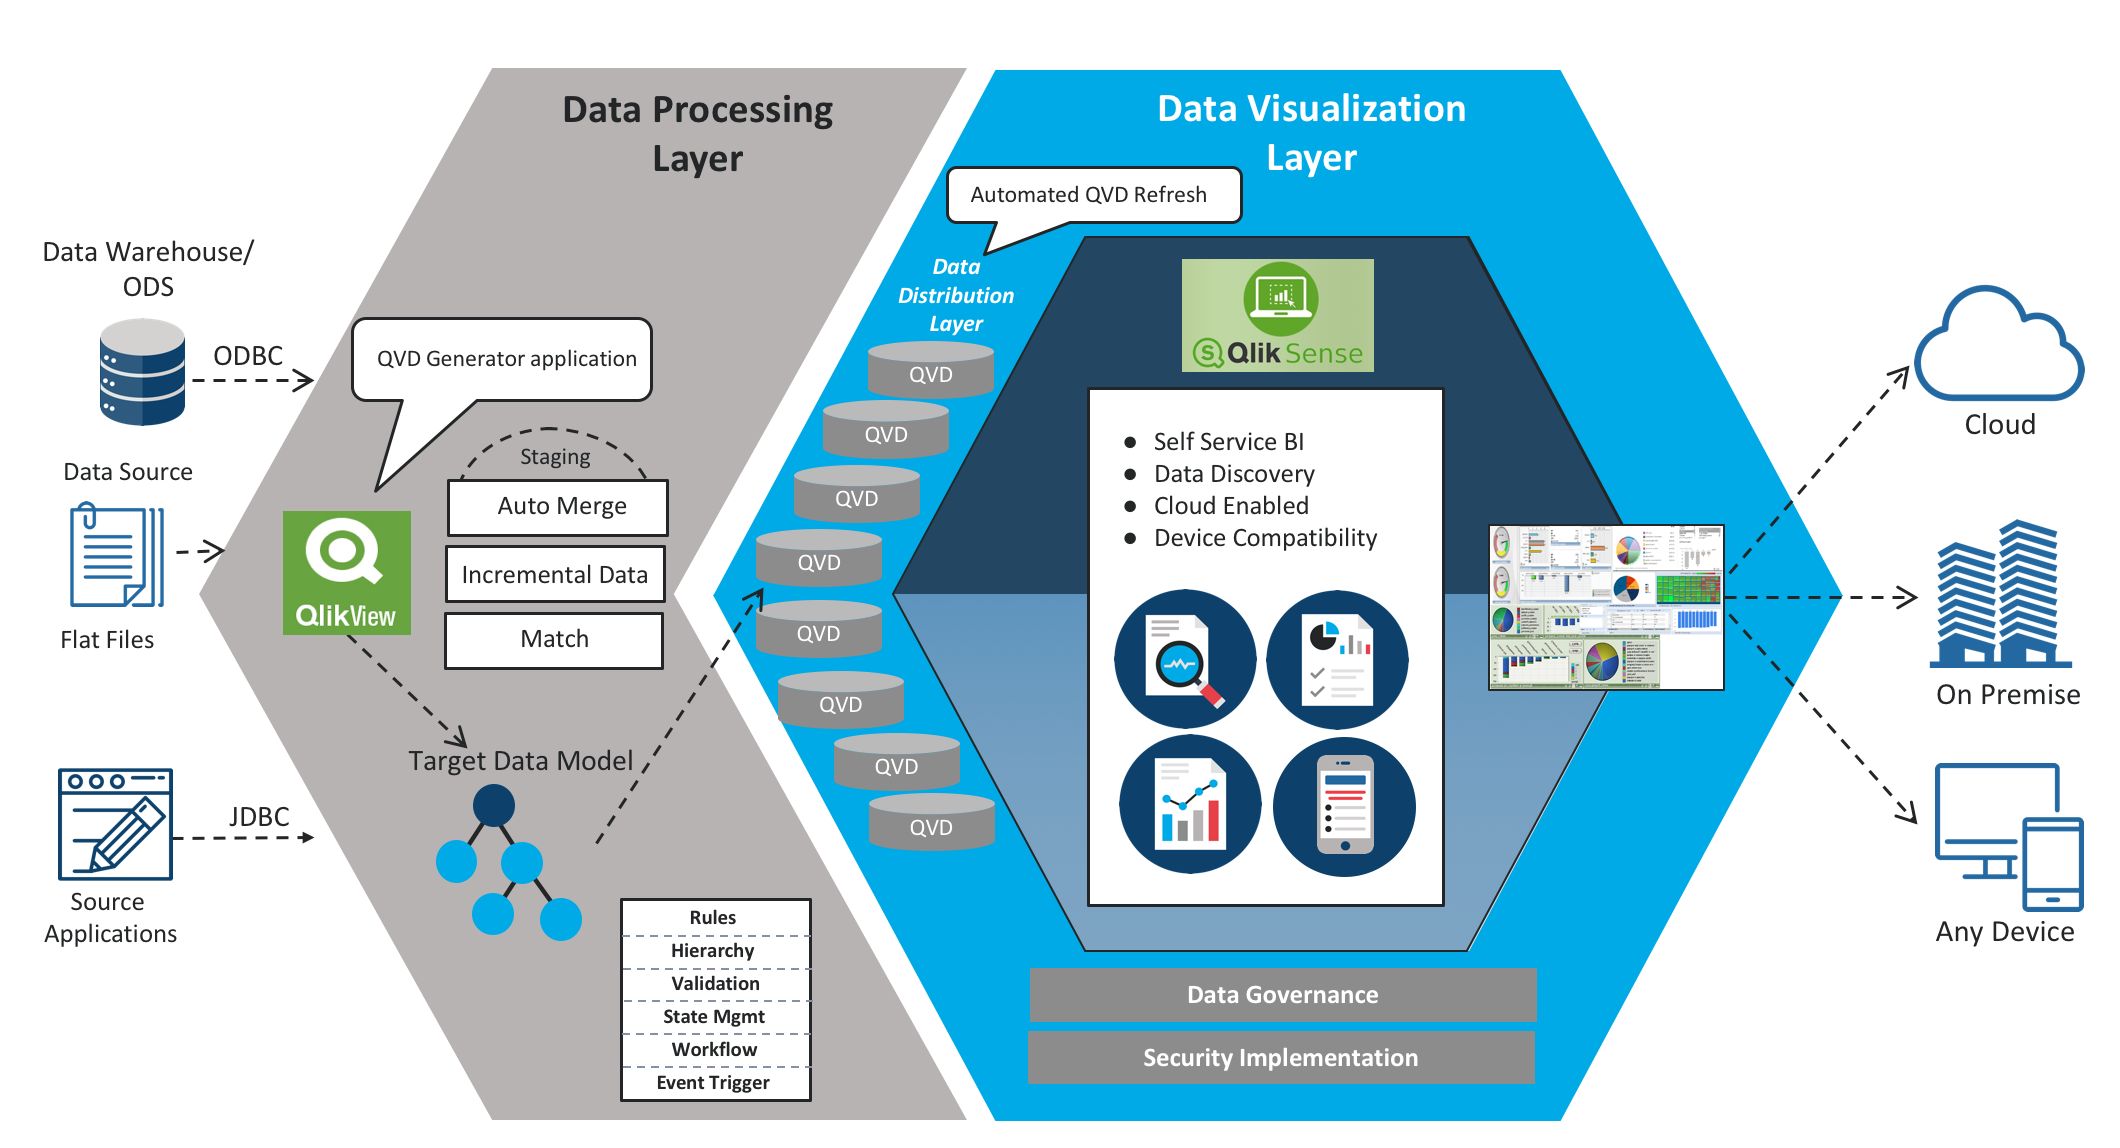 Data Processing
Layer
Data Visualization
Layer
Data Warehouse/
ODS
ODBC
Data Source
Flat Files
JDBC
Source
Applications
QVD Generator application
QlikView
Staging
Auto Merge
Incremental Data
Match
Target Data Model
Rules
Hierarchy
Validation
State Mgmt
Workflow
Event Trigger
Automated QVD Refresh
Data
Distribution
Layer
QVD
QVD
QVD
QVD
QVD
QVD
QVD
QVD
Qlik Sense
● Self Service BI
● Data Discovery
● Cloud Enabled
● Device Compatibility
Data Governance
Security Implementation
Cloud
On Premise
Any Device